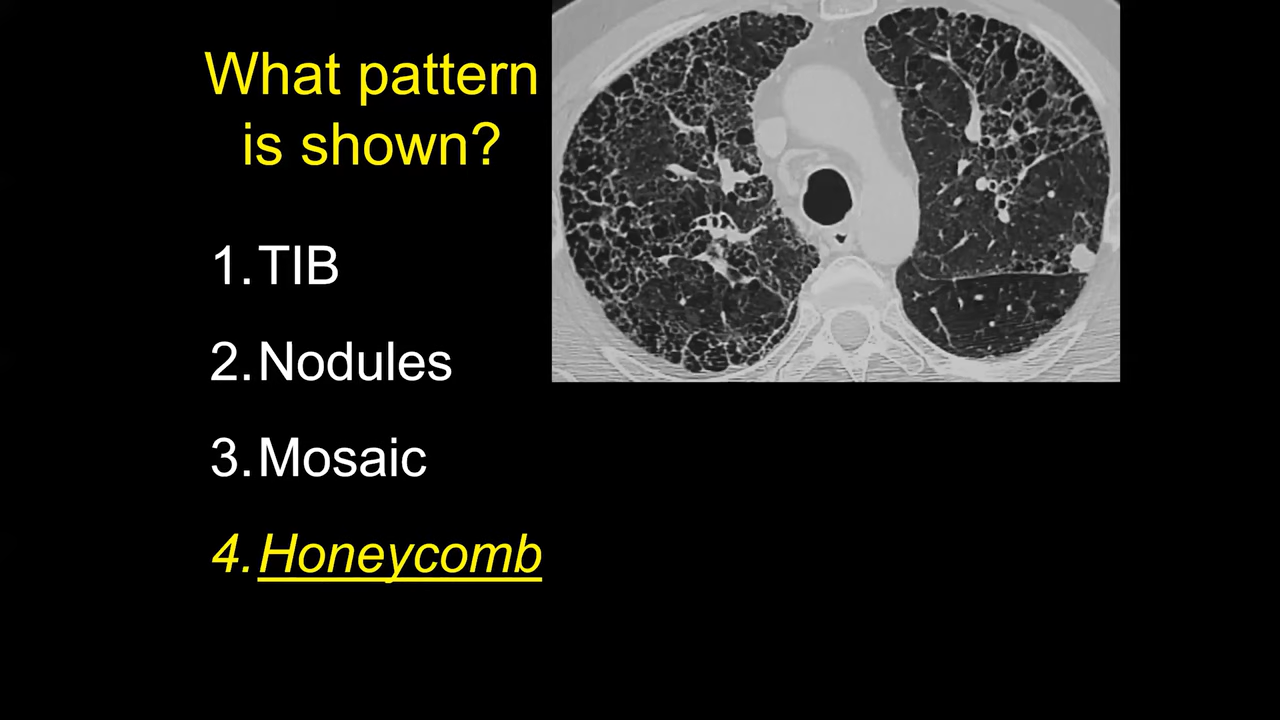 What pattern
is shown?
1. TIB
2. Nodules
3. Mosaic
4. Honeycomb